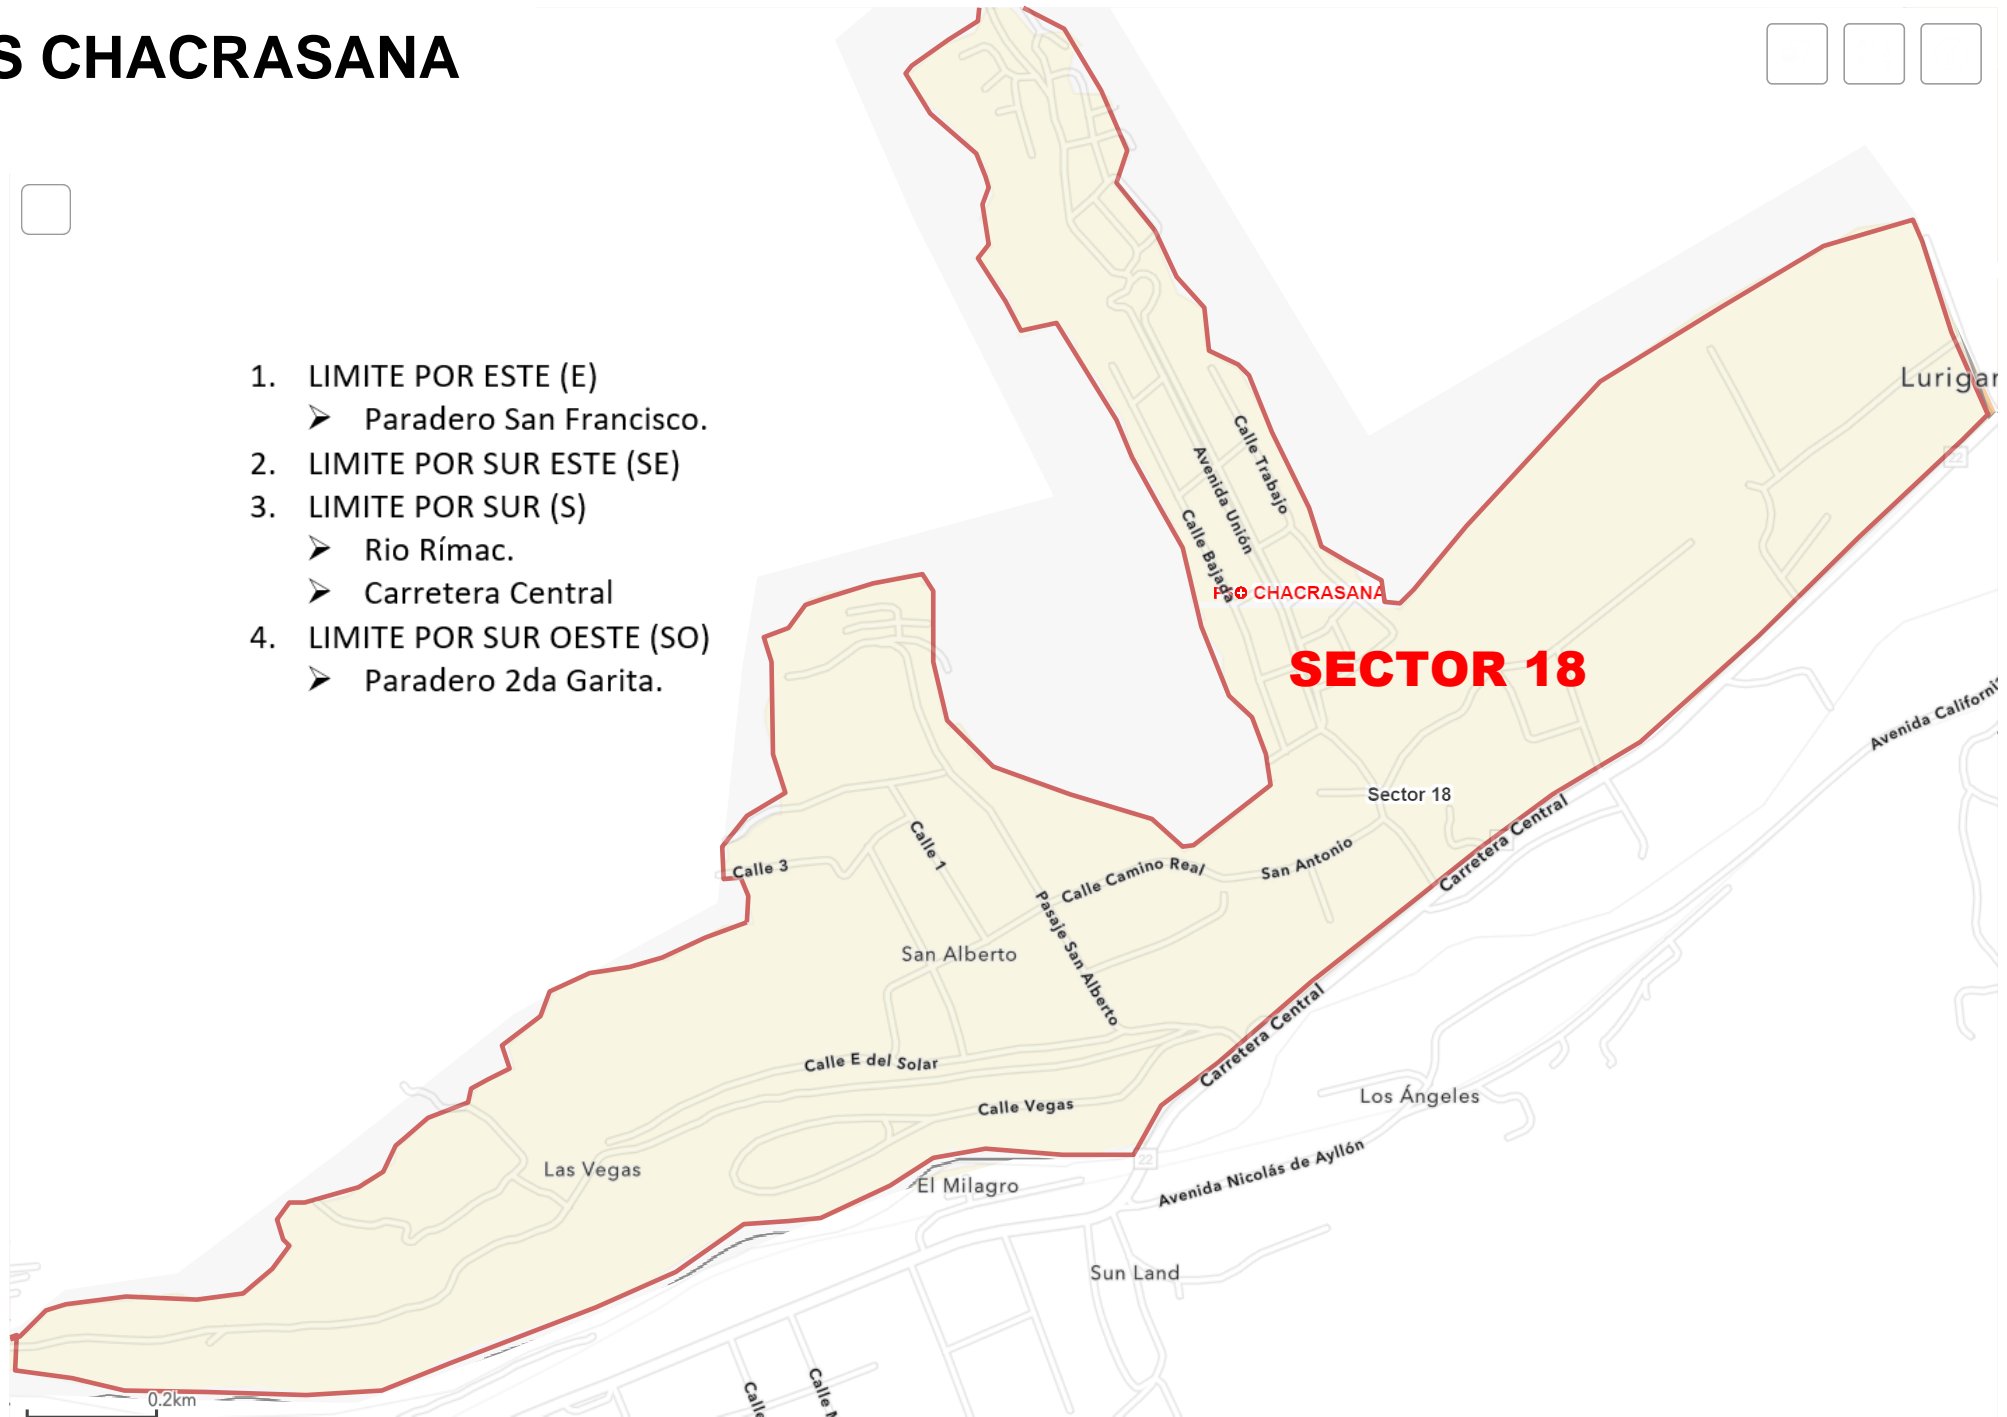 S CHACRASANA
1. LIMITE POR ESTE (E)
➢ Paradero San Francisco.
2. LIMITE POR SUR ESTE (SE)
3. LIMITE POR SUR (S)
➢ Rio Rímac.
➢ Carretera Central
4. LIMITE POR SUR OESTE (SO)
➢ Paradero 2da Garita.
22
Calle Trabajo
Avenida Unión
Calle Bajada
CHACRASANA
SECTOR 18
Sector 18
Carretera Central
San Antonio
Calle Camino Real
Calle 1
Calle 3
Pasaje San Alberto
San Alberto
Carretera Central
Calle E del Solar
Calle Vegas
Las Vegas
El Milagro
22
Los Ángeles
Avenida Nicolás de Ayllón
Sun Land
Calle
Calle
0.2km